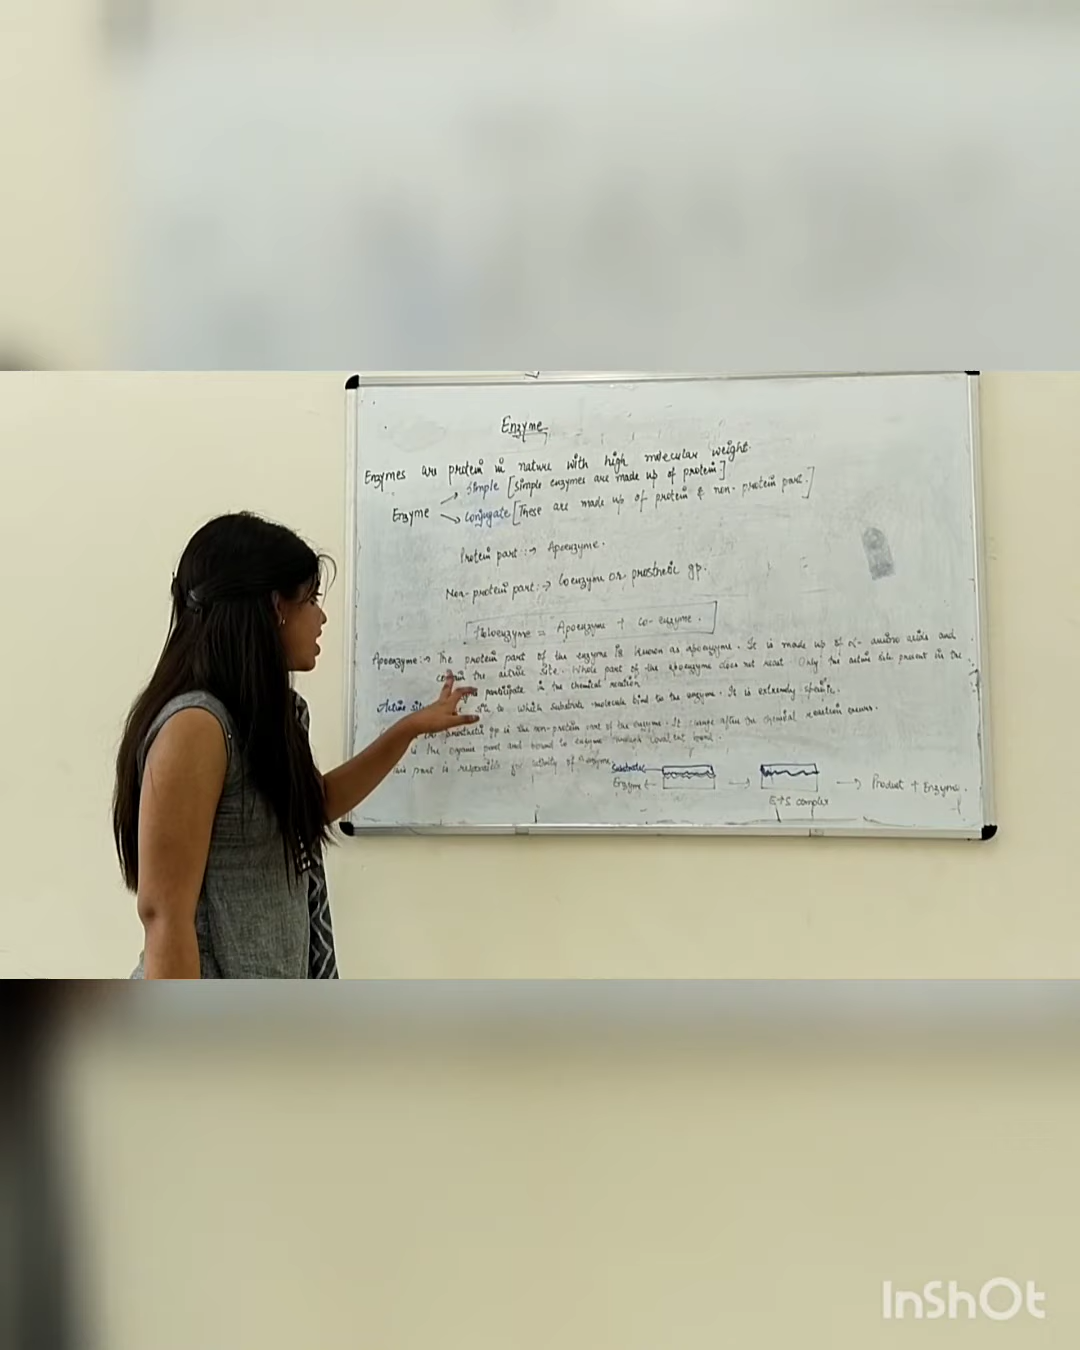 Enzyme
Enzymes are protein in nature with high molecular weight.
Simple [Simple enzymes are made up of protein.]
Enzyme
Conjugate [These are made up of protein & non-protein part.]
Protein part :→ Apoenzyme.
Non-protein part :→ Coenzyme or prosthetic gp.
Holoenzyme = Apoenzyme + Co-enzyme.
Apoenzyme :→ The protein part of the enzyme is known as apoenzyme. It is made up of α-amino acids and
the active site. Whole part of the apoenzyme does not react. Only the active site present in the
participate in the chemical reaction
Active to which substrate molecule bind to the enzyme. It is extremely specific.
prosthetic gp is the non-protein part of the enzyme. It after the chemical reaction occurs.
is the organic part and bound to enzyme through covalent bond.
part is responsible for activity of enzyme.
Substrate
Enzyme
E+S complex
Product + Enzyme.
InShOt